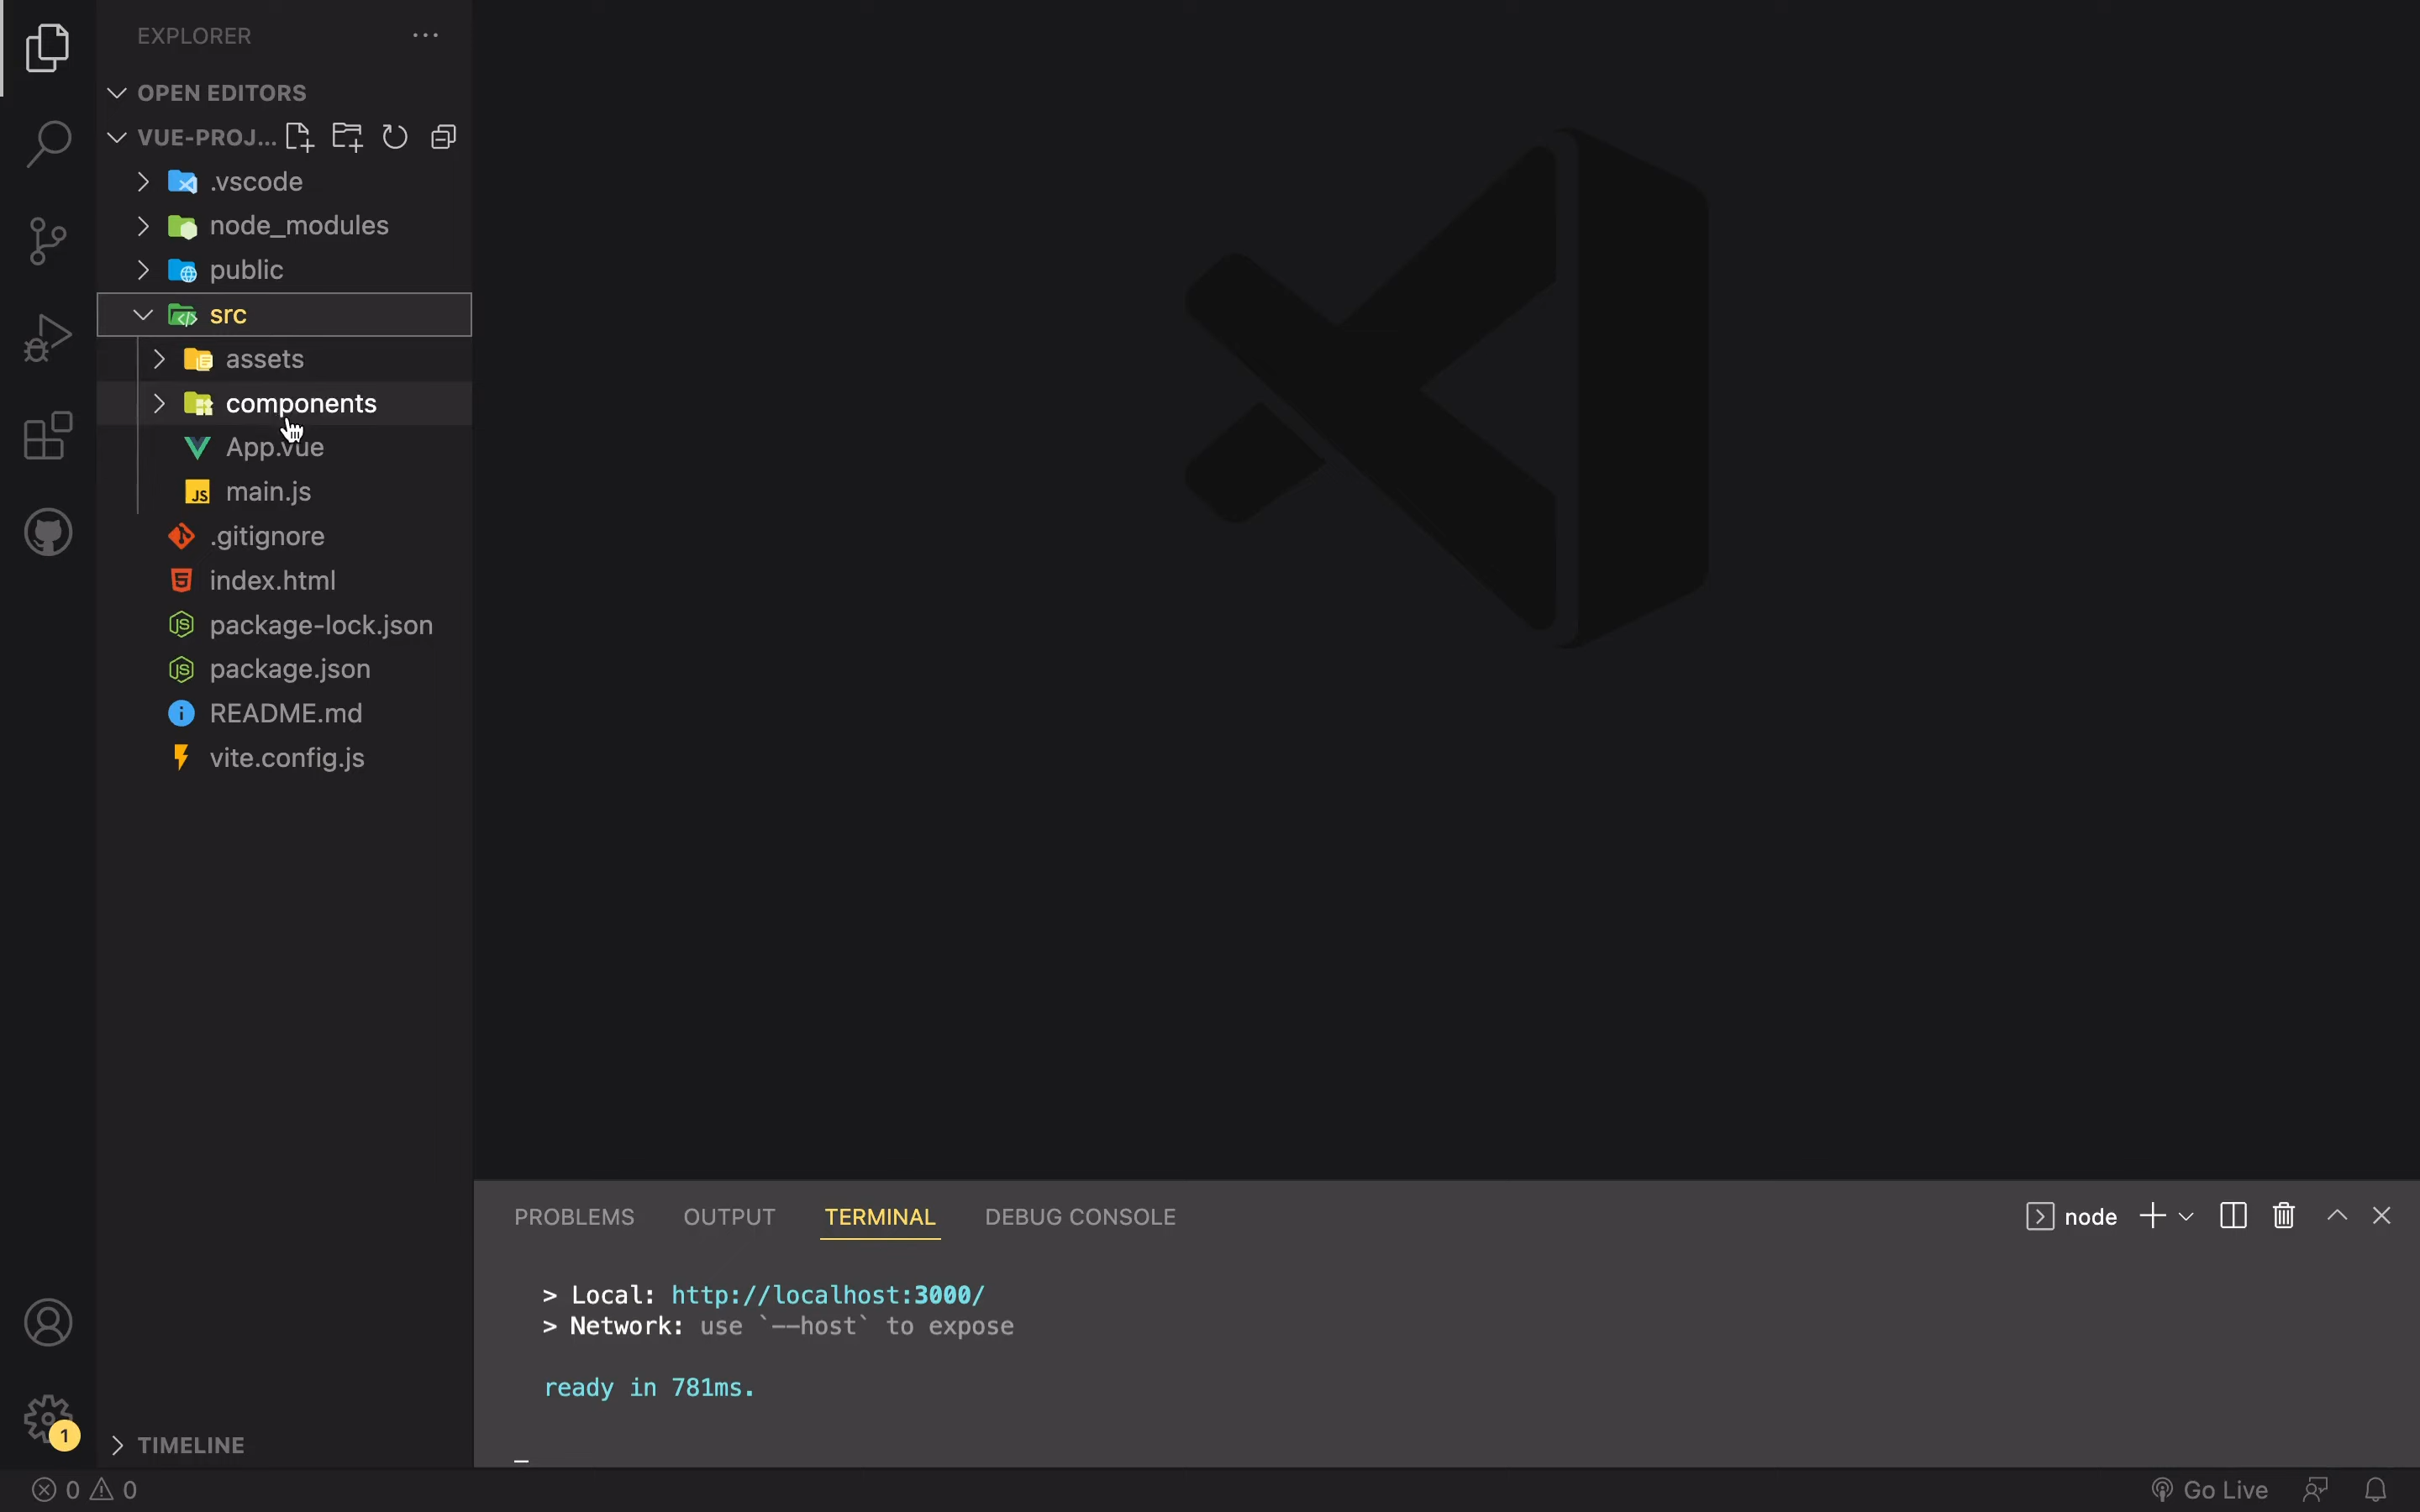 EXPLORER
OPEN EDITORS
VUE-PROJ...
.vscode
node_modules
public
src
assets
components
App.vue
main.js
.gitignore
index.html
package-lock.json
package.json
README.md
vite.config.js
PROBLEMS OUTPUT TERMINAL DEBUG CONSOLE node
> Local: http://localhost:3000/
> Network: use `--host` to expose
ready in 781ms.
1
TIMELINE
0 0 Go Live